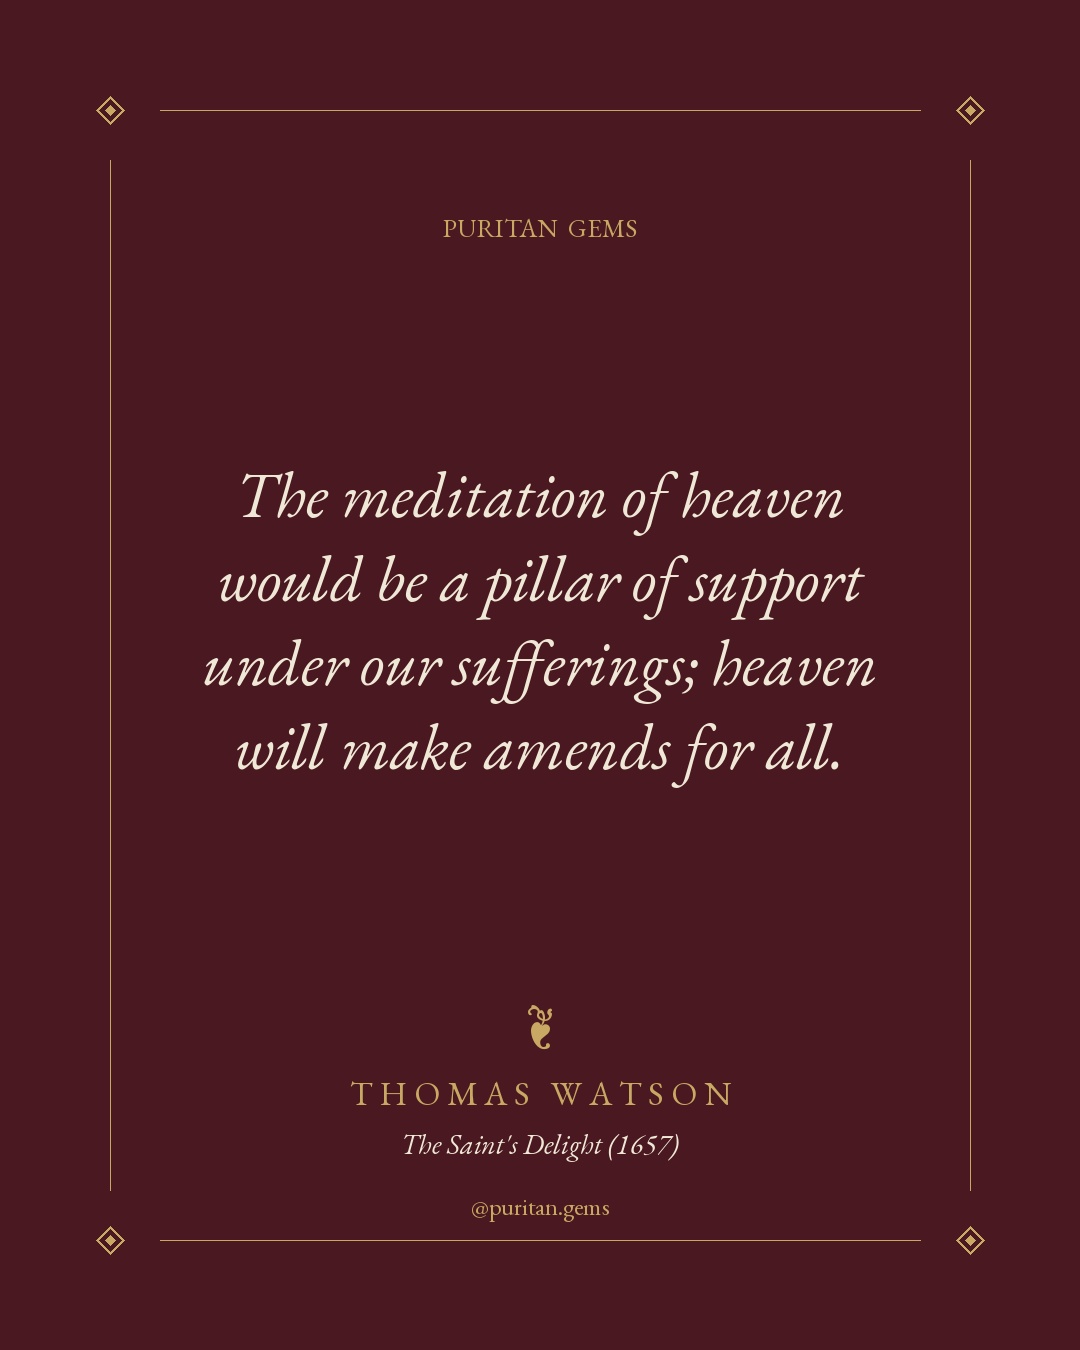 PURITAN GEMS
The meditation of heaven
would be a pillar of support
under our sufferings; heaven
will make amends for all.
THOMAS WATSON
The Saint's Delight (1657)
@puritan.gems